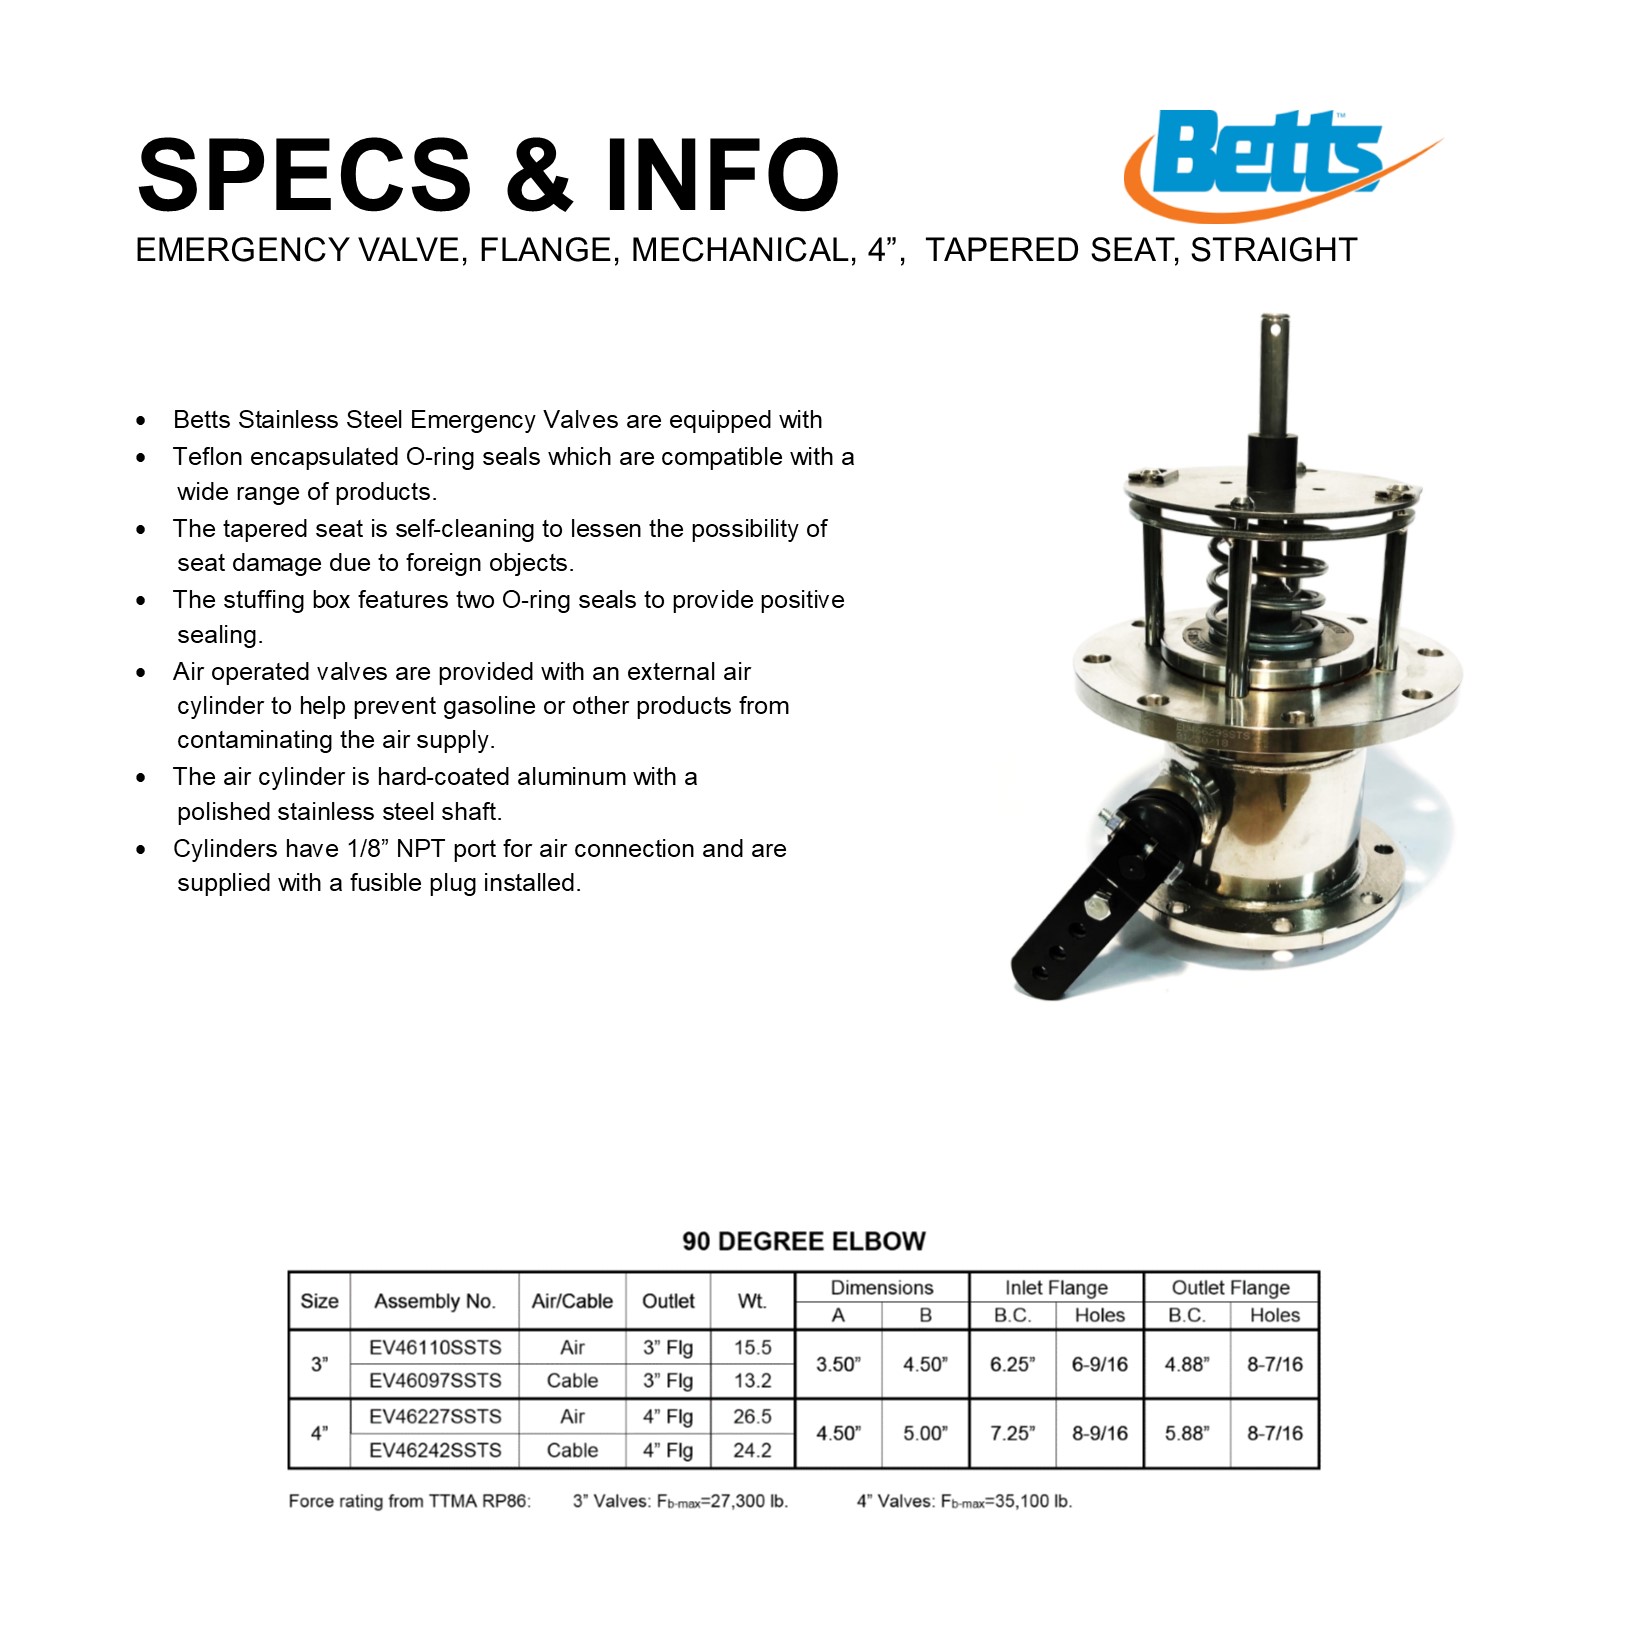 Betts™
SPECS & INFO
EMERGENCY VALVE, FLANGE, MECHANICAL, 4”, TAPERED SEAT, STRAIGHT
• Betts Stainless Steel Emergency Valves are equipped with
• Teflon encapsulated O-ring seals which are compatible with a
wide range of products.
• The tapered seat is self-cleaning to lessen the possibility of
seat damage due to foreign objects.
• The stuffing box features two O-ring seals to provide positive
sealing.
• Air operated valves are provided with an external air
cylinder to help prevent gasoline or other products from
contaminating the air supply.
• The air cylinder is hard-coated aluminum with a
polished stainless steel shaft.
• Cylinders have 1/8” NPT port for air connection and are
supplied with a fusible plug installed.
90 DEGREE ELBOW
Size Assembly No. Air/Cable Outlet Wt. Dimensions Inlet Flange Outlet Flange
A B B.C. Holes B.C. Holes
3” EV46110SSTS Air 3” Flg 15.5 3.50” 4.50” 6.25” 6-9/16 4.88” 8-7/16
EV46097SSTS Cable 3” Flg 13.2
4” EV46227SSTS Air 4” Flg 26.5 4.50” 5.00” 7.25” 8-9/16 5.88” 8-7/16
EV46242SSTS Cable 4” Flg 24.2
Force rating from TTMA RP86: 3” Valves: Fb-max=27,300 lb. 4” Valves: Fb-max=35,100 lb.